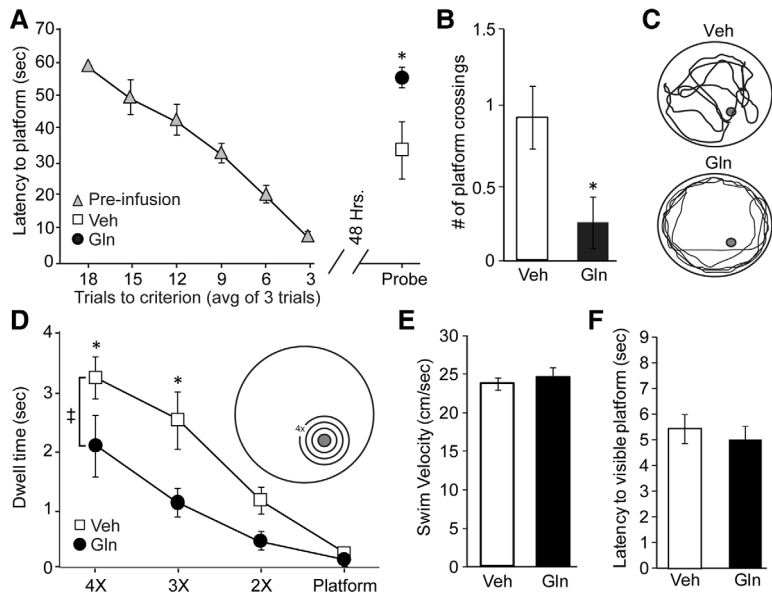 A
Latency to platform (sec)
70
60
50
40
30
20
10
0
*
Pre-infusion
Veh
Gln
48 Hrs.
18 15 12 9 6 3 Probe
Trials to criterion (avg of 3 trials)
B
# of platform crossings
1.5
1
0.5
0
*
Veh Gln
C
Veh
Gln
D
Dwell time (sec)
4
3
2
1
0
* *
‡
4x
Veh
Gln
4X 3X 2X Platform
E
Swim Velocity (cm/sec)
30
25
20
15
10
5
0
Veh Gln
F
Latency to visible platform (sec)
9
8
7
6
5
4
3
2
1
0
Veh Gln